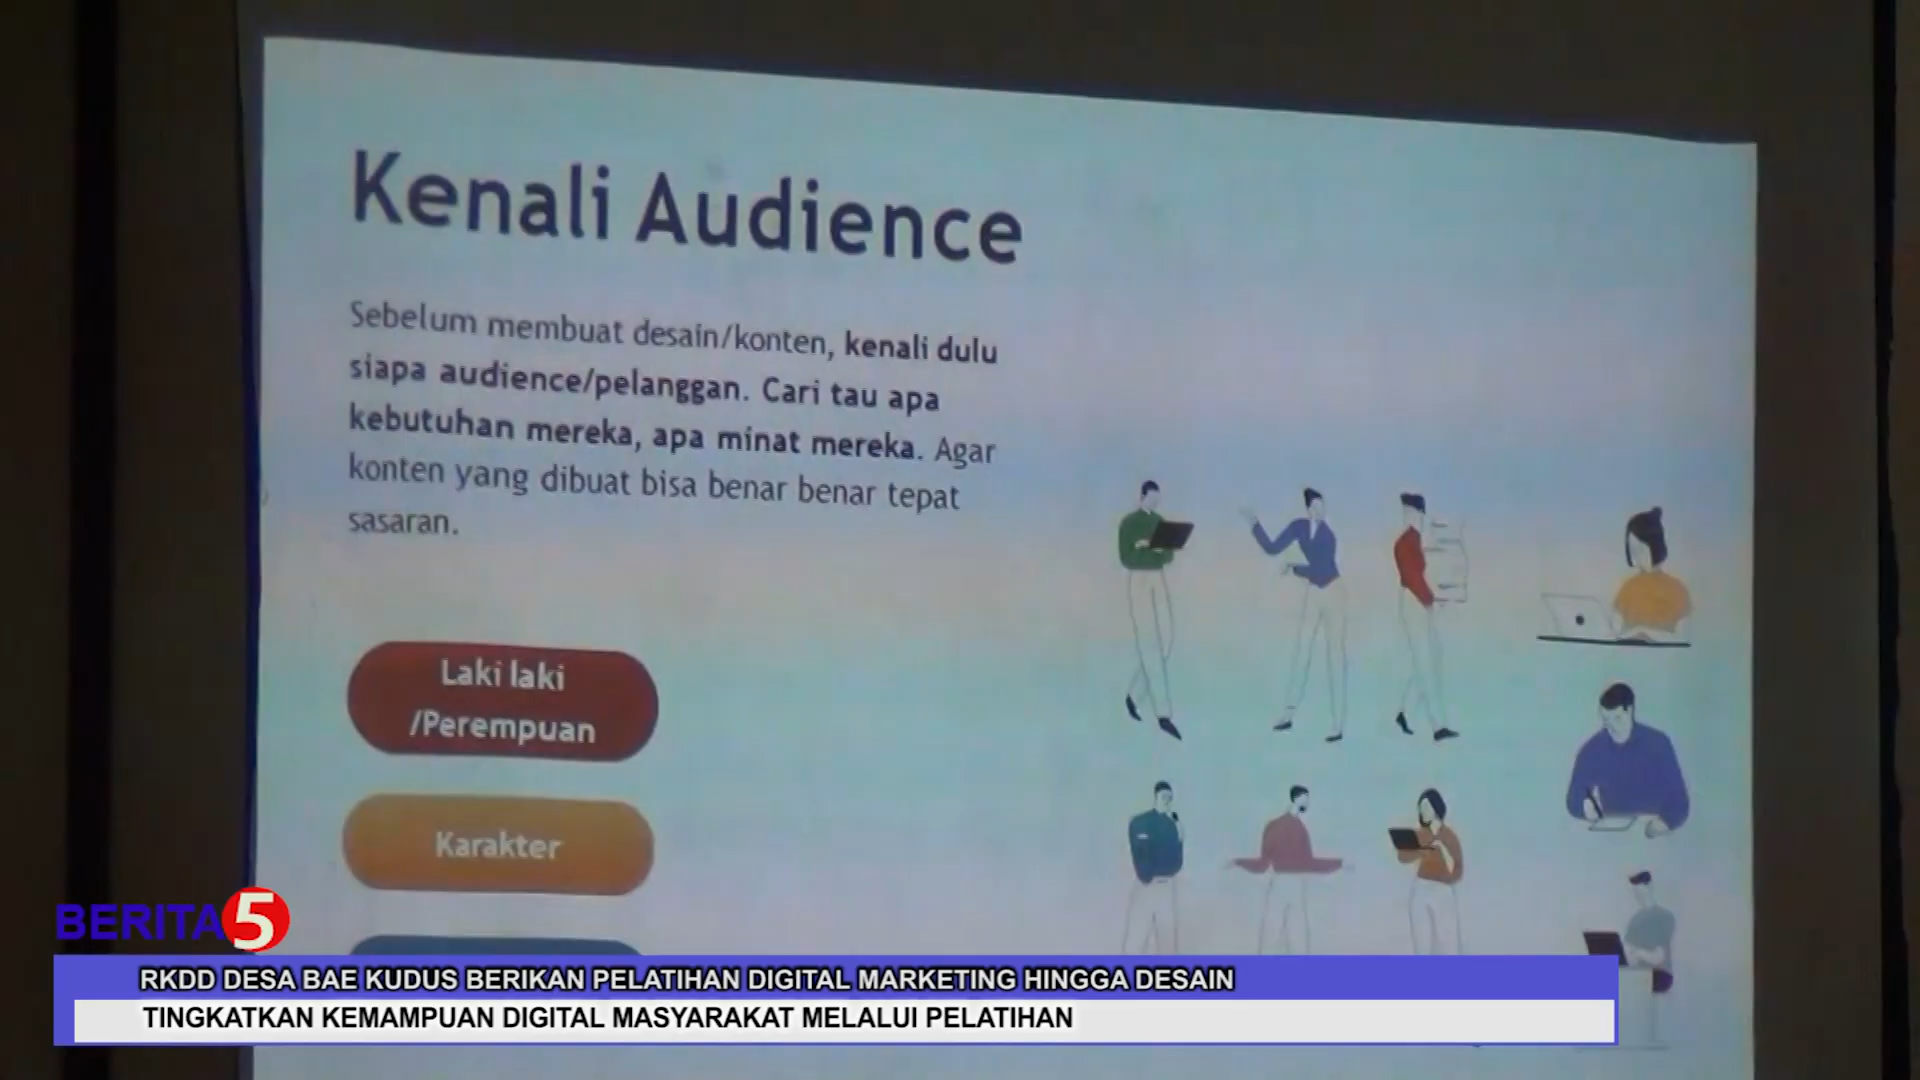 Kenali Audience
Sebelum membuat desain/konten, kenali dulu
siapa audience/pelanggan. Cari tau apa
kebutuhan mereka, apa minat mereka. Agar
konten yang dibuat bisa benar benar tepat
sasaran.
Laki laki
/Perempuan
Karakter
BERITA 5
RKDD DESA BAE KUDUS BERIKAN PELATIHAN DIGITAL MARKETING HINGGA DESAIN
TINGKATKAN KEMAMPUAN DIGITAL MASYARAKAT MELALUI PELATIHAN